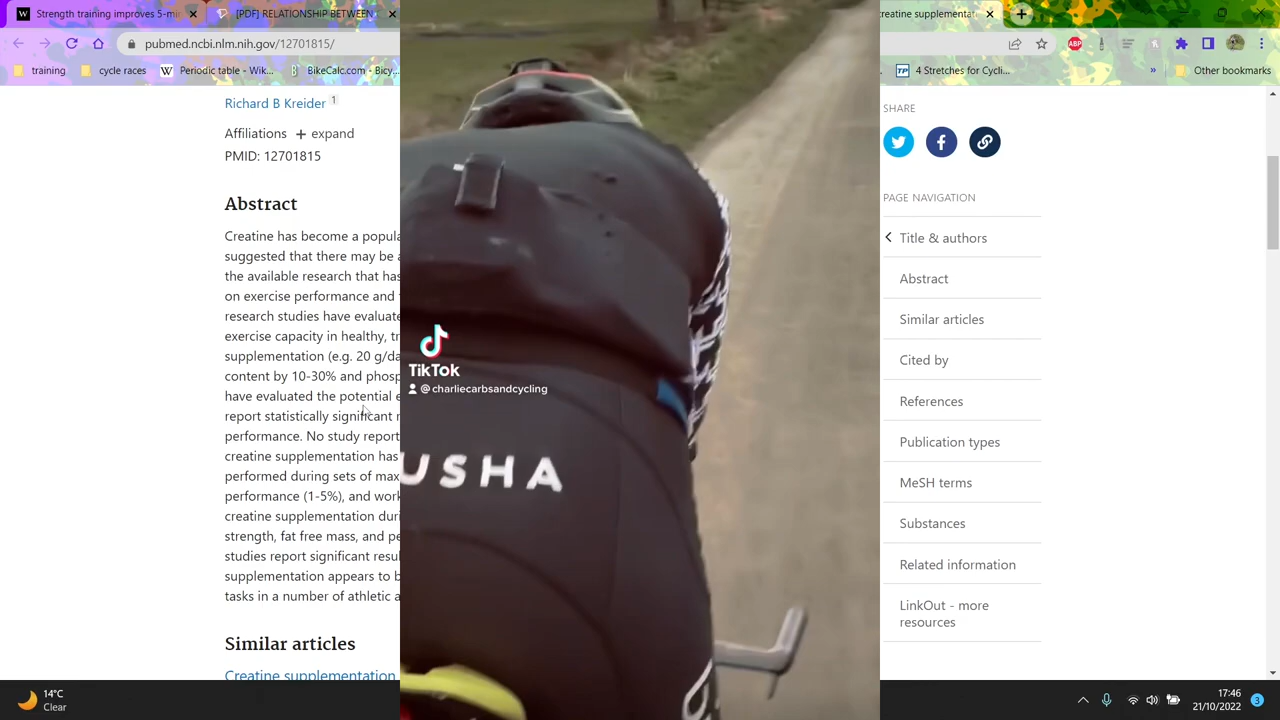 Improving strength wi
RELATIONSHIP BETWEEN
creatine supplementat
pubmed.ncbi.nlm.nih.gov/12701815/
ABP
training
cycle races
W Periodic table - Wik...
BikeCalc.com - Bicy
TP 4 Stretches for Cycli...
»
Other bookmarks
Richard B Kreider 1
Affiliations + expand
PMID: 12701815
Abstract
Creatine has become a popula
suggested that there may be
the available research that has
on exercise performance and
research studies have evaluate
exercise capacity in healthy, tr
supplementation (e.g. 20 g/da
content by 10-30% and phosp
have evaluated the potential e
report statistically significant
performance. No study report
creatine supplementation has
performed during sets of max
performance (1-5%), and work
creatine supplementation duri
strength, fat free mass, and pe
studies report significant resul
supplementation appears to b
tasks in a number of athletic a
Similar articles
Creatine supplementation
TikTok
@charliecarbsandcycling
USHA
SHARE
PAGE NAVIGATION
Title & authors
Abstract
Similar articles
Cited by
References
Publication types
MeSH terms
Substances
Related information
LinkOut - more
resources
14°C
Clear
17:46
21/10/2022
3